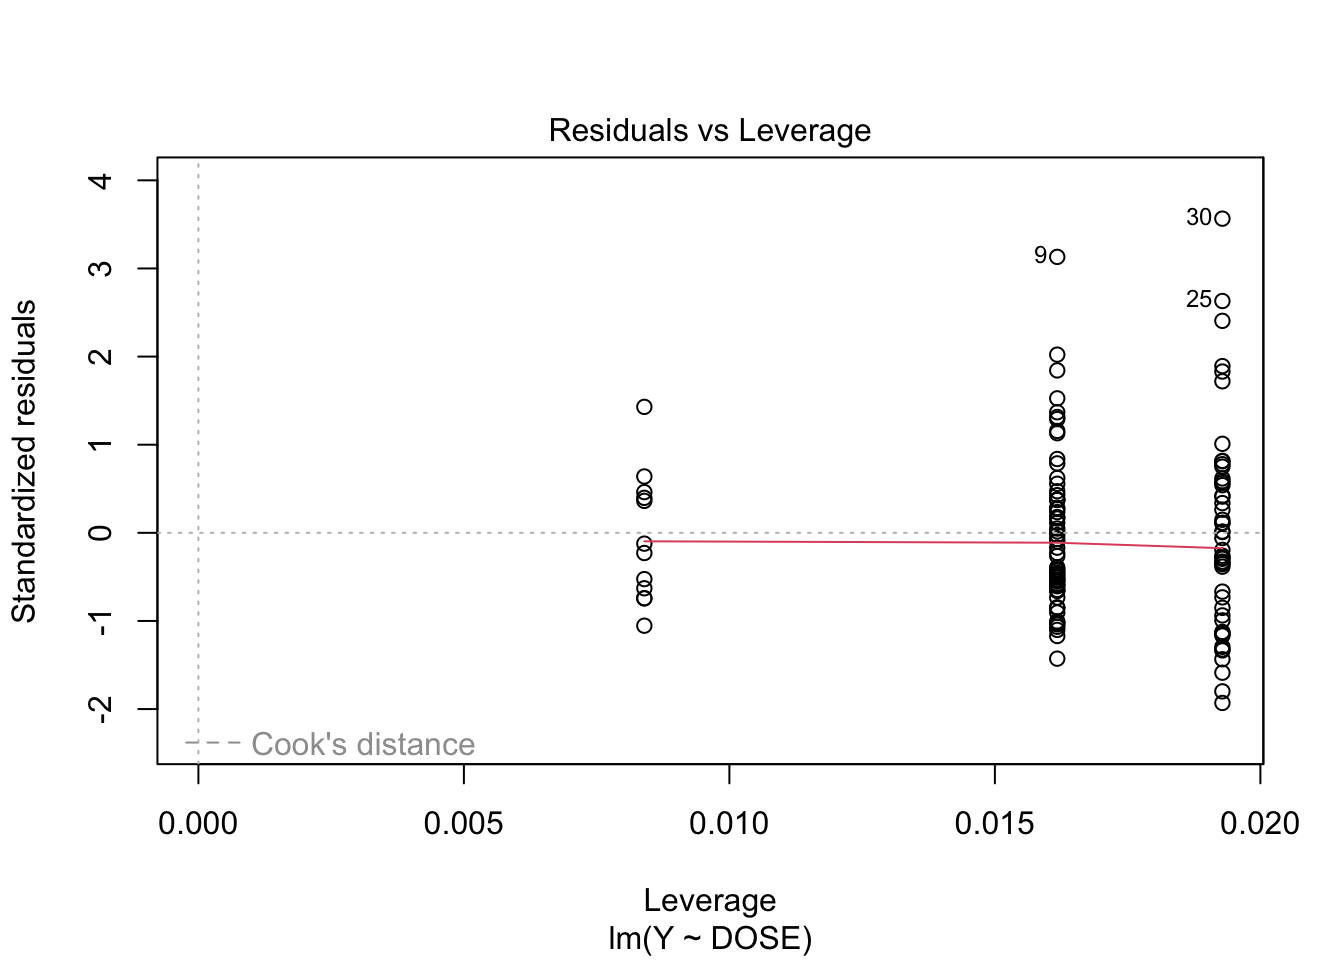 Residuals vs Leverage
Standardized residuals
4
3
2
1
0
-1
-2
30
9
25
Cook's distance
0.000 0.005 0.010 0.015 0.020
Leverage
lm(Y ~ DOSE)